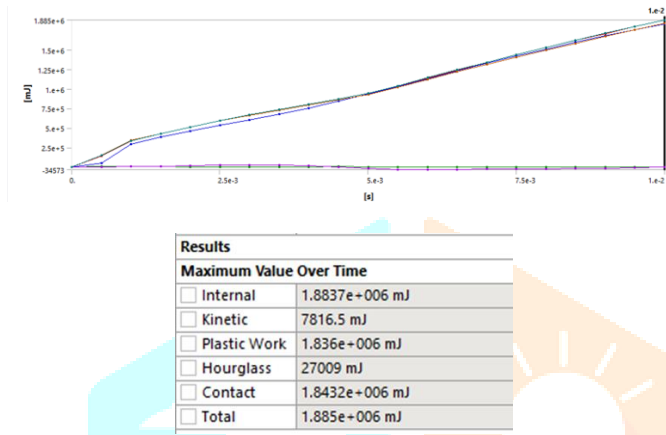 1.e-2
1.885e+6
1.5e+6
1.25e+6
1.e+6
7.5e+5
5.e+5
2.5e+5
-34573
[mJ]
0. 2.5e-3 5.e-3 7.5e-3 1.e-2
[s]
Results
Maximum Value Over Time
Internal 1.8837e+006 mJ
Kinetic 7816.5 mJ
Plastic Work 1.836e+006 mJ
Hourglass 27009 mJ
Contact 1.8432e+006 mJ
Total 1.885e+006 mJ